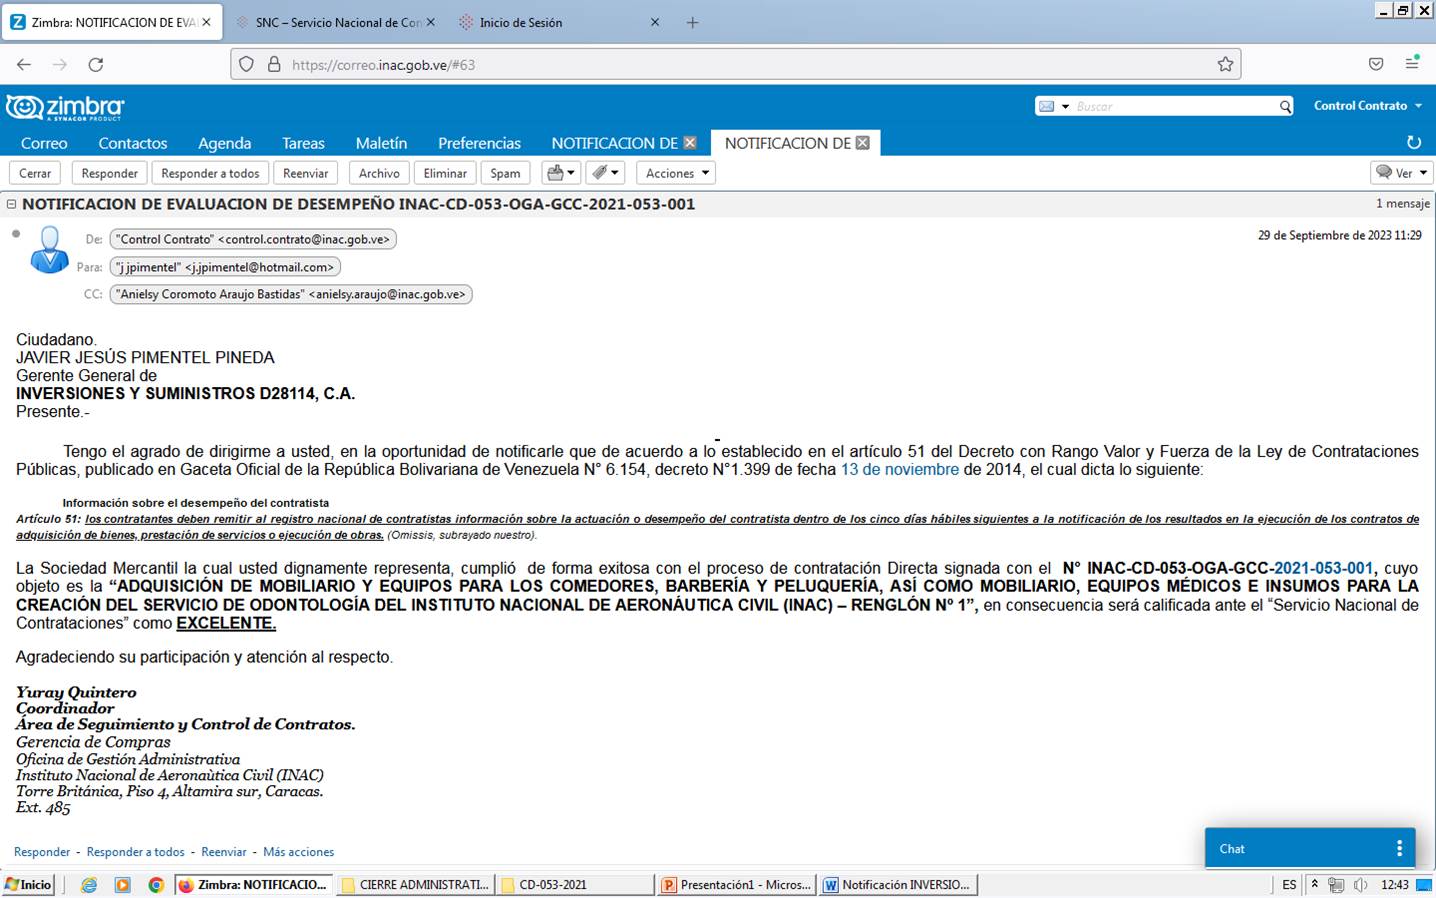 Zimbra: NOTIFICACION DE EVAL
SNC – Servicio Nacional de Con
Inicio de Sesión
https://correo.inac.gob.ve/#63
zimbra
A SYNACOR PRODUCT
Buscar
Control Contrato
Correo
Contactos
Agenda
Tareas
Maletín
Preferencias
NOTIFICACION DE
NOTIFICACION DE
Cerrar
Responder
Responder a todos
Reenviar
Archivo
Eliminar
Spam
Acciones
Ver
NOTIFICACION DE EVALUACION DE DESEMPEÑO INAC-CD-053-OGA-GCC-2021-053-001
1 mensaje
De: "Control Contrato" <control.contrato@inac.gob.ve>
29 de Septiembre de 2023 11:29
Para: "j jpimentel" <j.jpimentel@hotmail.com>
CC: "Anielsy Coromoto Araujo Bastidas" <anielsy.araujo@inac.gob.ve>
Ciudadano.
JAVIER JESÚS PIMENTEL PINEDA
Gerente General de
INVERSIONES Y SUMINISTROS D28114, C.A.
Presente.-
Tengo el agrado de dirigirme a usted, en la oportunidad de notificarle que de acuerdo a lo establecido en el artículo 51 del Decreto con Rango Valor y Fuerza de la Ley de Contrataciones
Públicas, publicado en Gaceta Oficial de la República Bolivariana de Venezuela N° 6.154, decreto N°1.399 de fecha 13 de noviembre de 2014, el cual dicta lo siguiente:
Información sobre el desempeño del contratista
Artículo 51: los contratantes deben remitir al registro nacional de contratistas información sobre la actuación o desempeño del contratista dentro de los cinco días hábiles siguientes a la notificación de los resultados en la ejecución de los contratos de
adquisición de bienes, prestación de servicios o ejecución de obras. (Omissis, subrayado nuestro).
La Sociedad Mercantil la cual usted dignamente representa, cumplió de forma exitosa con el proceso de contratación Directa signada con el N° INAC-CD-053-OGA-GCC-2021-053-001, cuyo
objeto es la “ADQUISICIÓN DE MOBILIARIO Y EQUIPOS PARA LOS COMEDORES, BARBERÍA Y PELUQUERÍA, ASÍ COMO MOBILIARIO, EQUIPOS MÉDICOS E INSUMOS PARA LA
CREACIÓN DEL SERVICIO DE ODONTOLOGÍA DEL INSTITUTO NACIONAL DE AERONÁUTICA CIVIL (INAC) – RENGLÓN Nº 1”, en consecuencia será calificada ante el “Servicio Nacional de
Contrataciones” como EXCELENTE.
Agradeciendo su participación y atención al respecto.
Yuray Quintero
Coordinador
Área de Seguimiento y Control de Contratos.
Gerencia de Compras
Oficina de Gestión Administrativa
Instituto Nacional de Aeronaùtica Civil (INAC)
Torre Británica, Piso 4, Altamira sur, Caracas.
Ext. 485
Responder - Responder a todos - Reenviar - Más acciones
Chat
Inicio
Zimbra: NOTIFICACIO...
CIERRE ADMINISTRATI...
CD-053-2021
Presentación1 - Micros...
Notificación INVERSIO...
ES
12:43